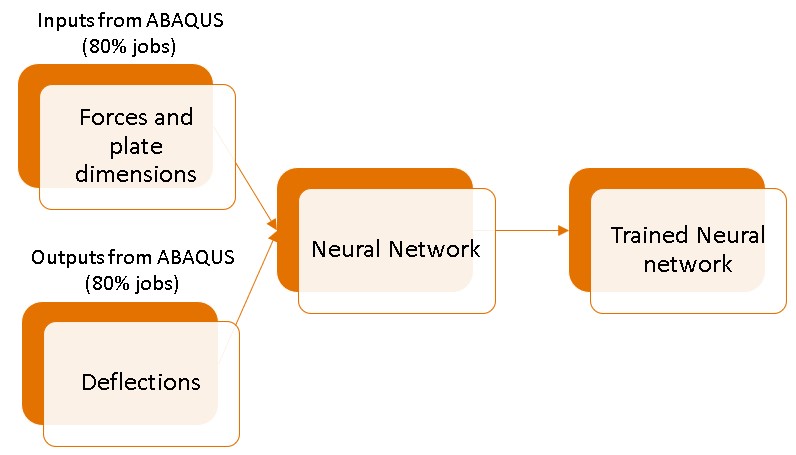 Inputs from ABAQUS
(80% jobs)
Forces and
plate
dimensions
Neural Network
Trained Neural
network
Outputs from ABAQUS
(80% jobs)
Deflections